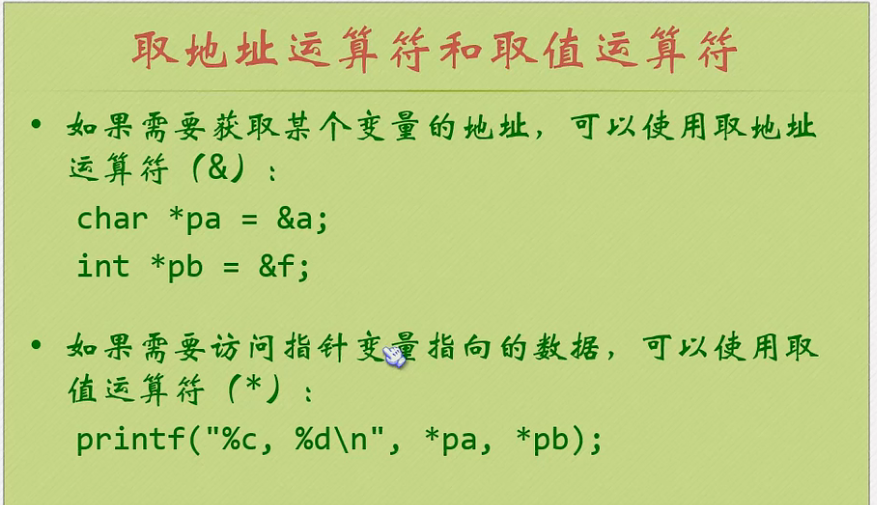 取地址运算符和取值运算符
• 如果需要获取某个变量的地址，可以使用取地址
运算符（&）：
char *pa = &a;
int *pb = &f;
• 如果需要访问指针变量指向的数据，可以使用取
值运算符（*）：
printf("%c, %d\n", *pa, *pb);